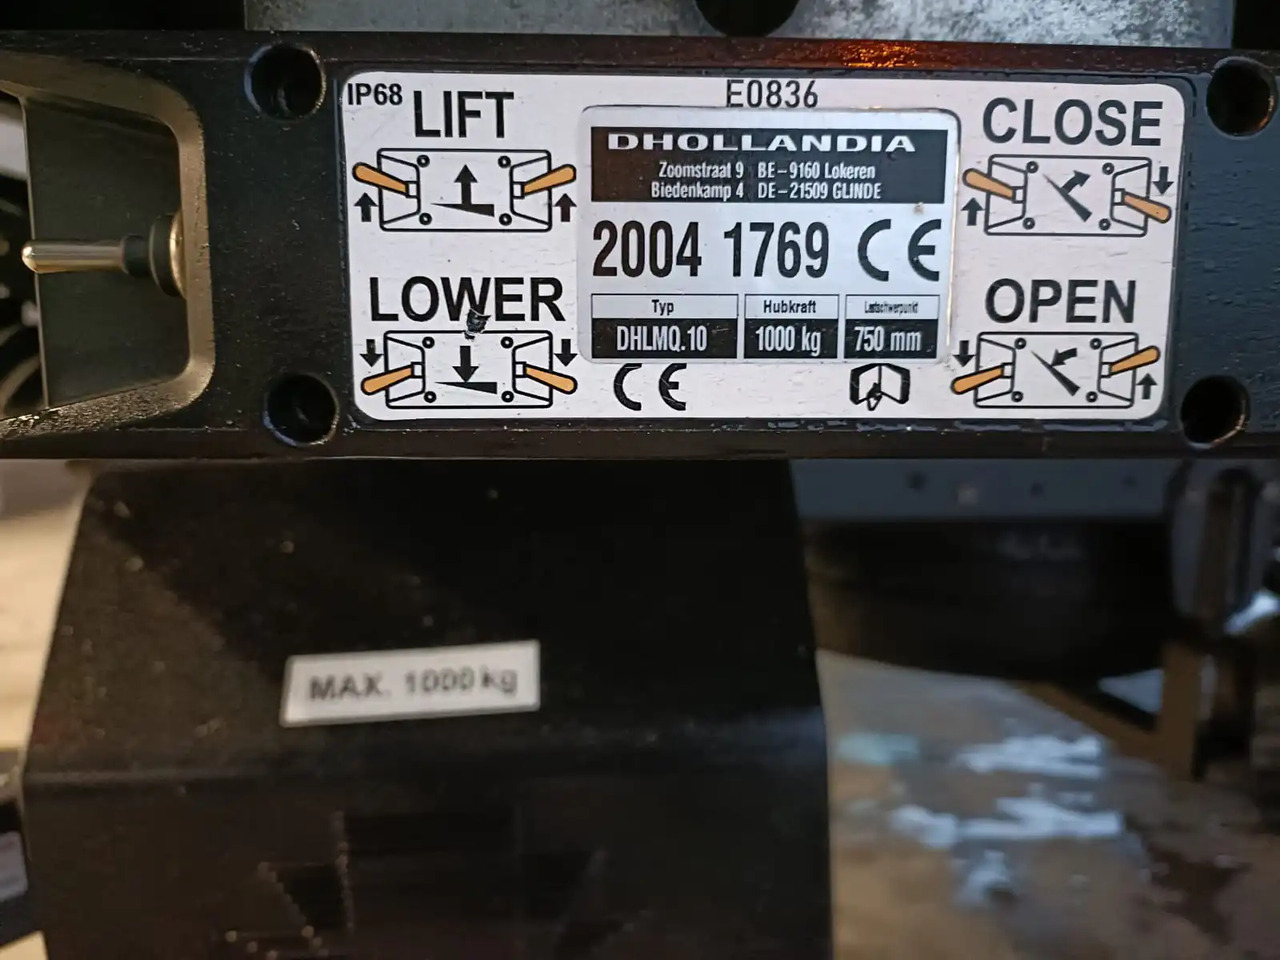 IP68
LIFT
E0836
CLOSE
DHOLLANDIA
Zoomstraat 9 BE-9160 Lokeren
Biedenkamp 4 DE-21509 GLINDE
2004 1769 CE
LOWER
OPEN
Typ Hubkraft Lastschwerpunkt
DHLMQ.10 1000 kg 750 mm
CE
MAX. 1000 kg